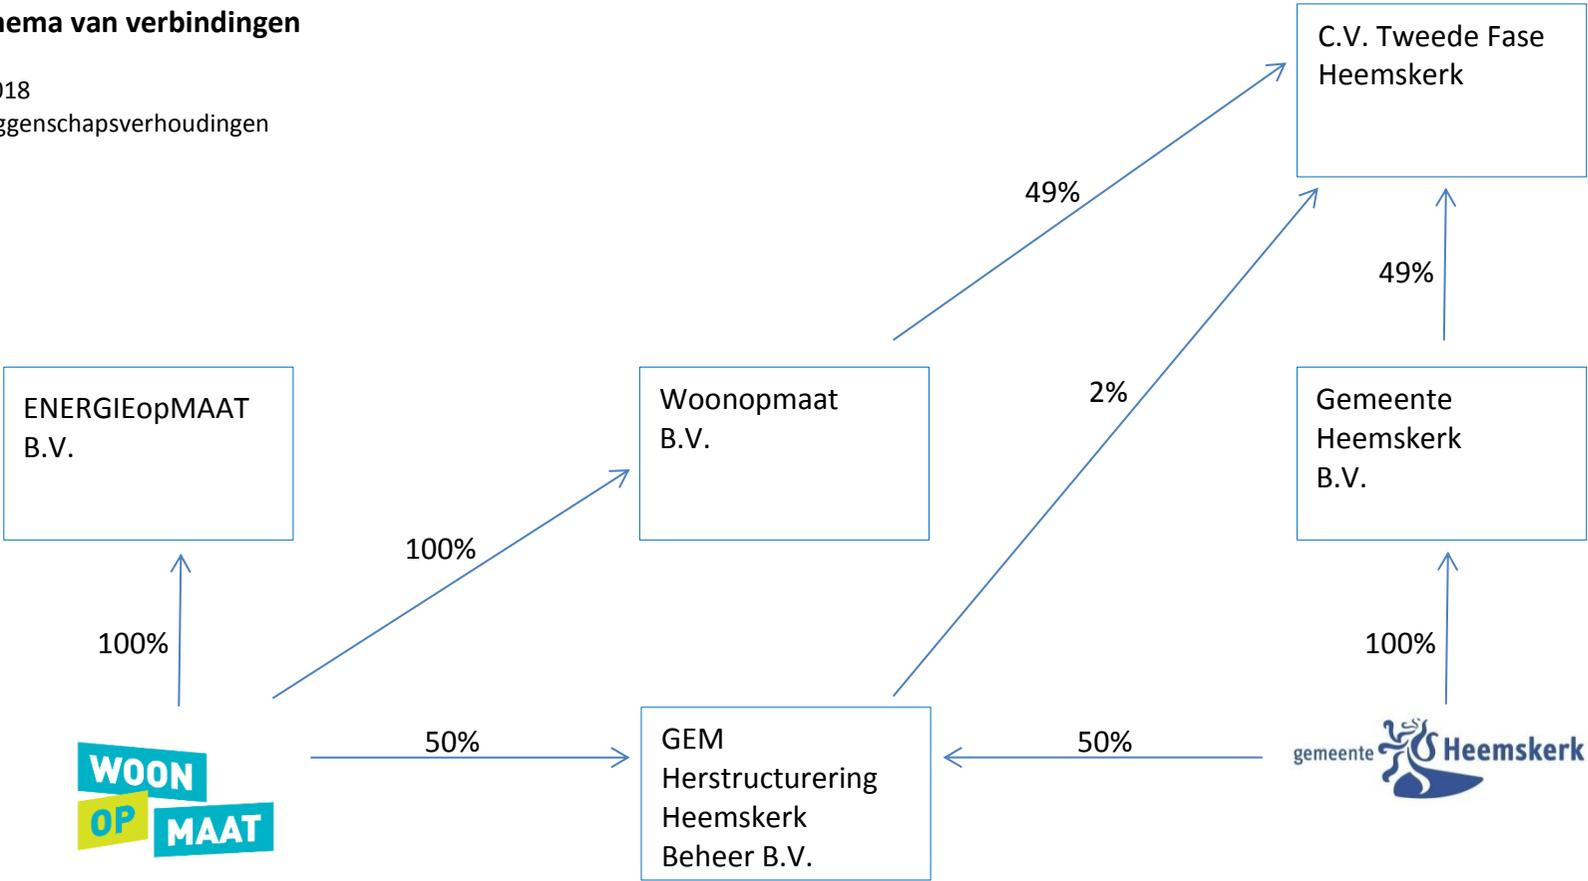 hema van verbindingen
018
ggenschapsverhoudingen
C.V. Tweede Fase
Heemskerk
49%
49%
2%
ENERGIEopMAAT
B.V.
Woonopmaat
B.V.
Gemeente
Heemskerk
B.V.
100%
100%
100%
50%
50%
WOON
OP
MAAT
GEM
Herstructurering
Heemskerk
Beheer B.V.
gemeente Heemskerk